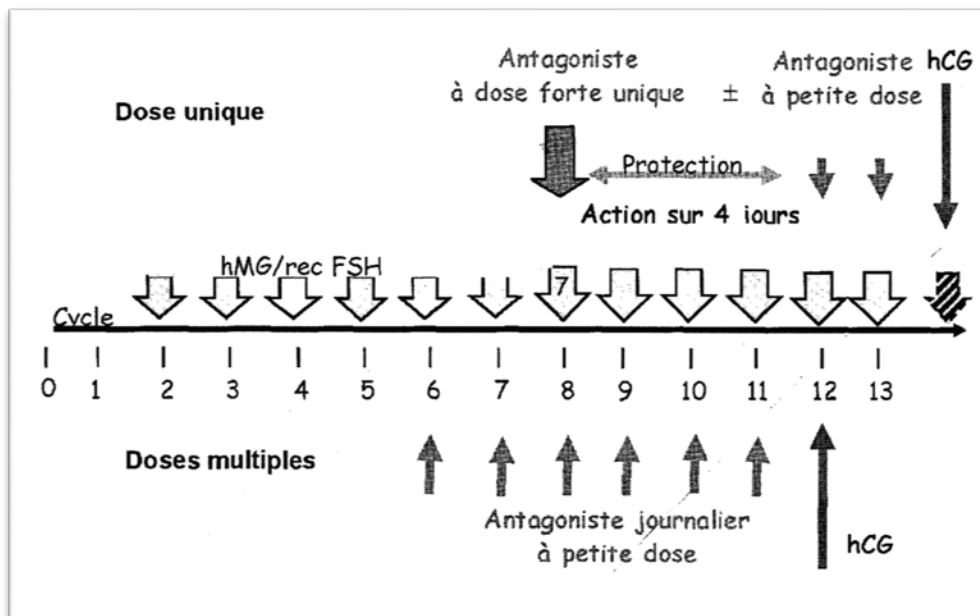 Antagoniste
à dose forte unique
±
Antagoniste
à petite dose
hCG
Dose unique
Protection
Action sur 4 iours
hMG/rec FSH
7
Cycle
0 1 2 3 4 5 6 7 8 9 10 11 12 13
Doses multiples
Antagoniste journalier
à petite dose
hCG